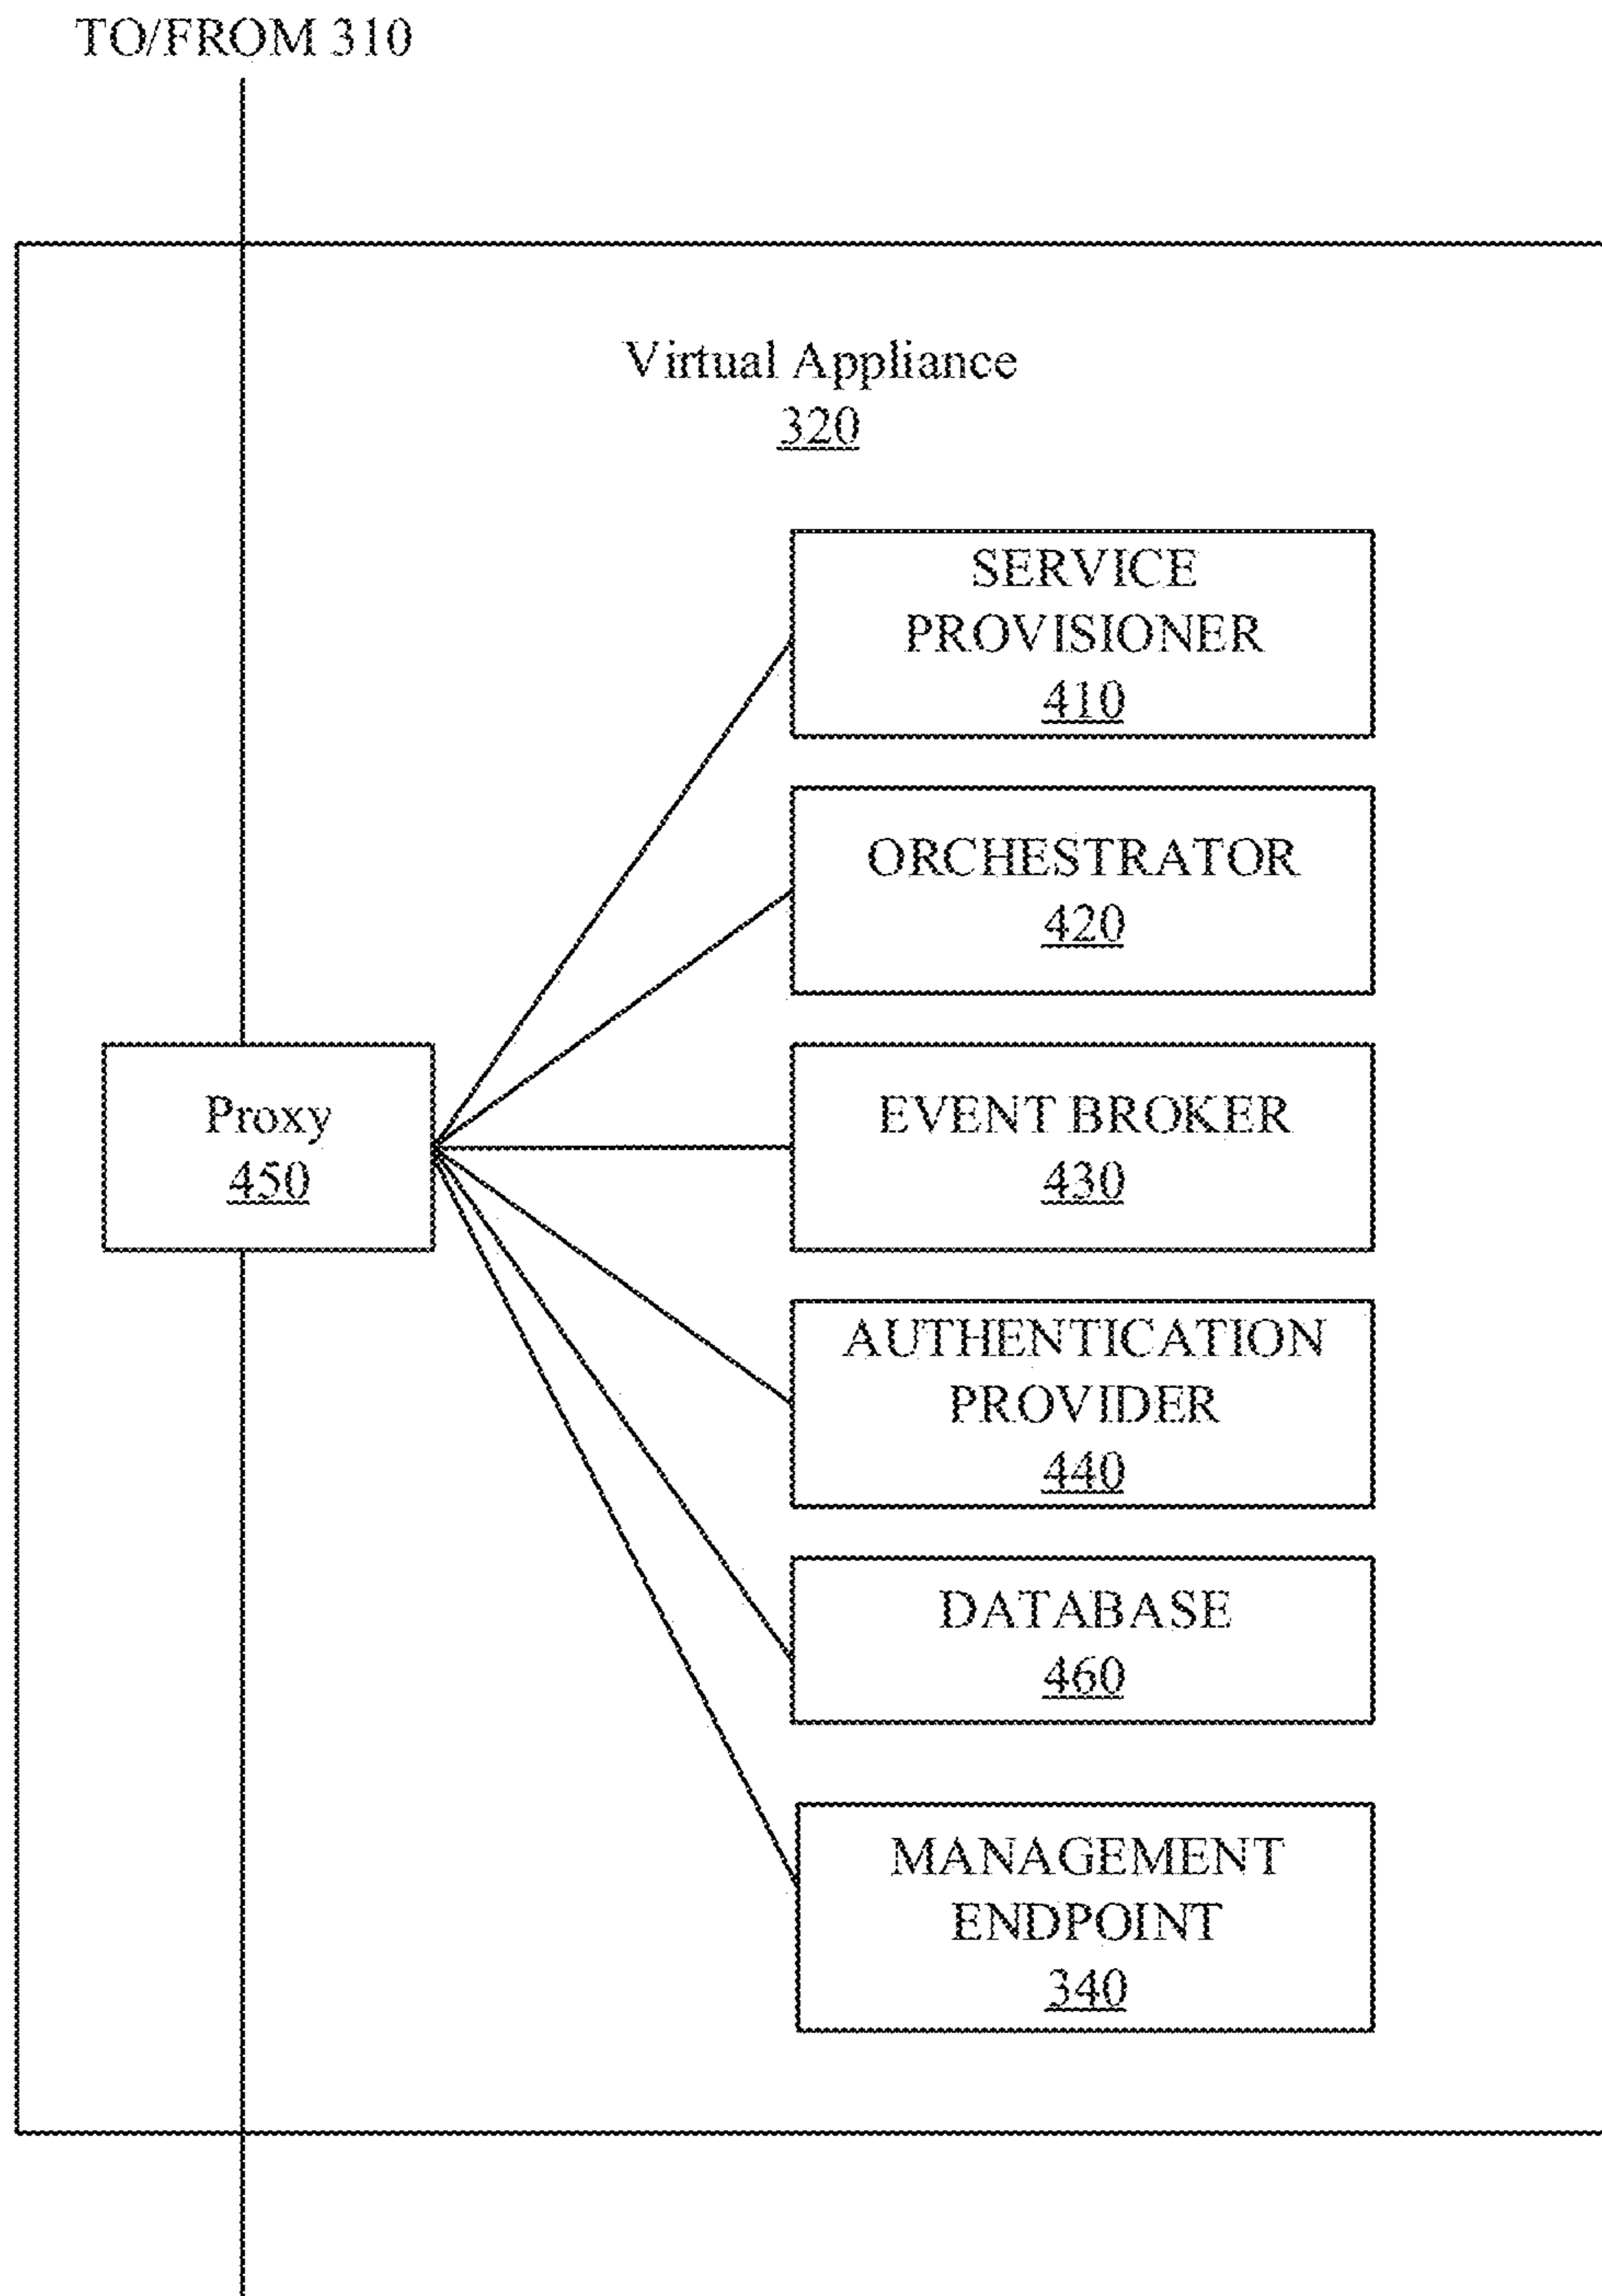 TO/FROM 310
Virtual Appliance
320
SERVICE
PROVISIONER
410
ORCHESTRATOR
420
Proxy
450
EVENT BROKER
430
AUTHENTICATION
PROVIDER
440
DATABASE
460
MANAGEMENT
ENDPOINT
340